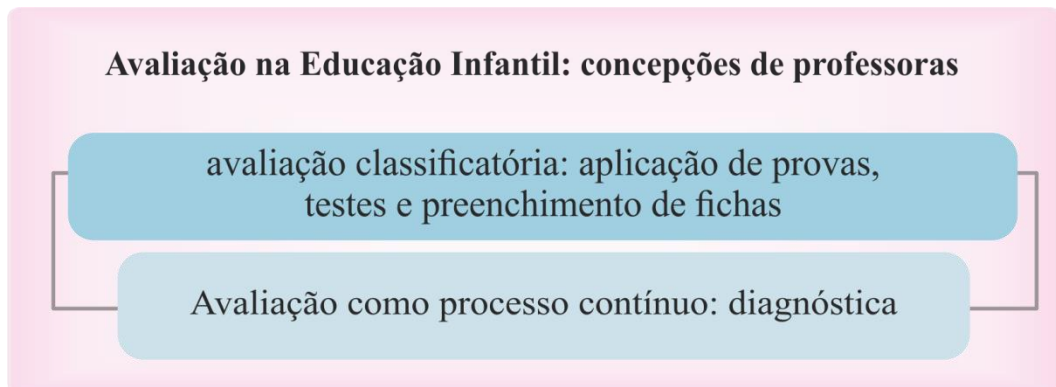 Avaliação na Educação Infantil: concepções de professoras
avaliação classificatória: aplicação de provas,
testes e preenchimento de fichas
Avaliação como processo contínuo: diagnóstica